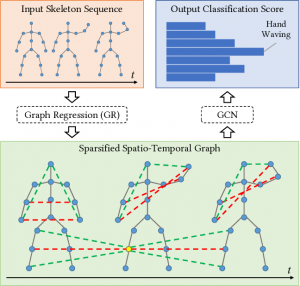 Input Skeleton Sequence
t
Output Classification Score
Hand
Waving
Graph Regression (GR)
GCN
Sparsified Spatio-Temporal Graph
t